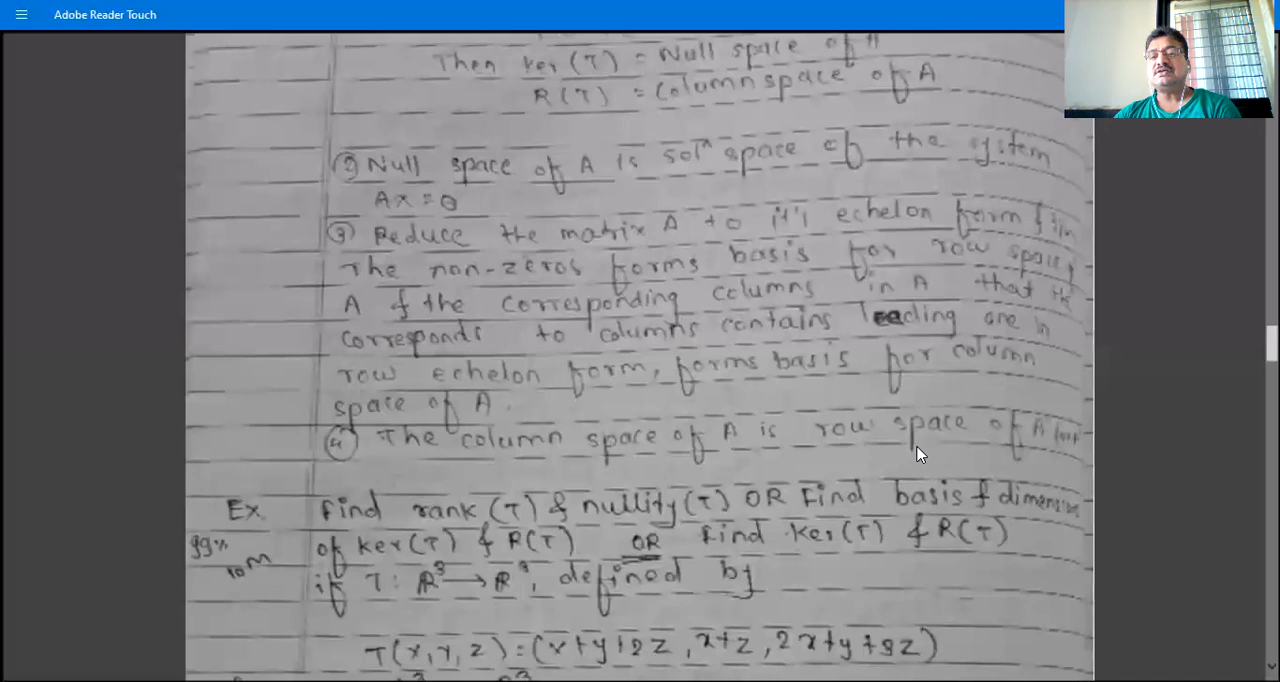 Adobe Reader Touch
Then ker(T) = Null space of A
R(T) = column space of A
② Null space of A is solⁿ space of the system
AX = θ
③ Reduce the matrix A to it's echelon form &
The non-zeros forms basis for row space of
A & the corresponding columns in A that the
corresponds to columns contains leading one in
row echelon form, forms basis for column
space of A.
④ The column space of A is row space of A
Ex. Find rank(T) & nullity(T) OR Find basis & dimension
99% of ker(T) & R(T) OR Find ker(T) & R(T)
10M if T: R³ → R³, defined by
T(x, y, z) = (x+y+2z, x+z, 2x+y+3z)